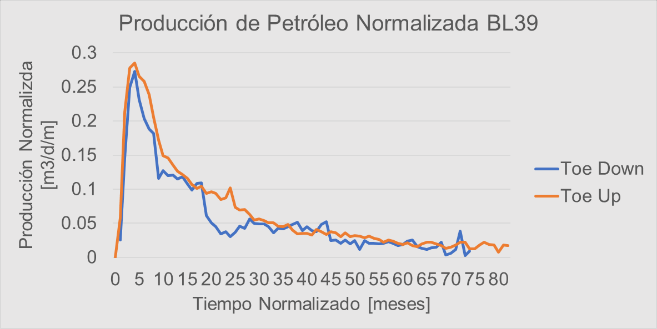 Producción de Petróleo Normalizada BL39
Producción Normalizda
[m3/d/m]
0.3
0.25
0.2
0.15
0.1
0.05
0
0 5 10 15 20 25 30 35 40 45 50 55 60 65 70 75 80
Tiempo Normalizado [meses]
Toe Down
Toe Up